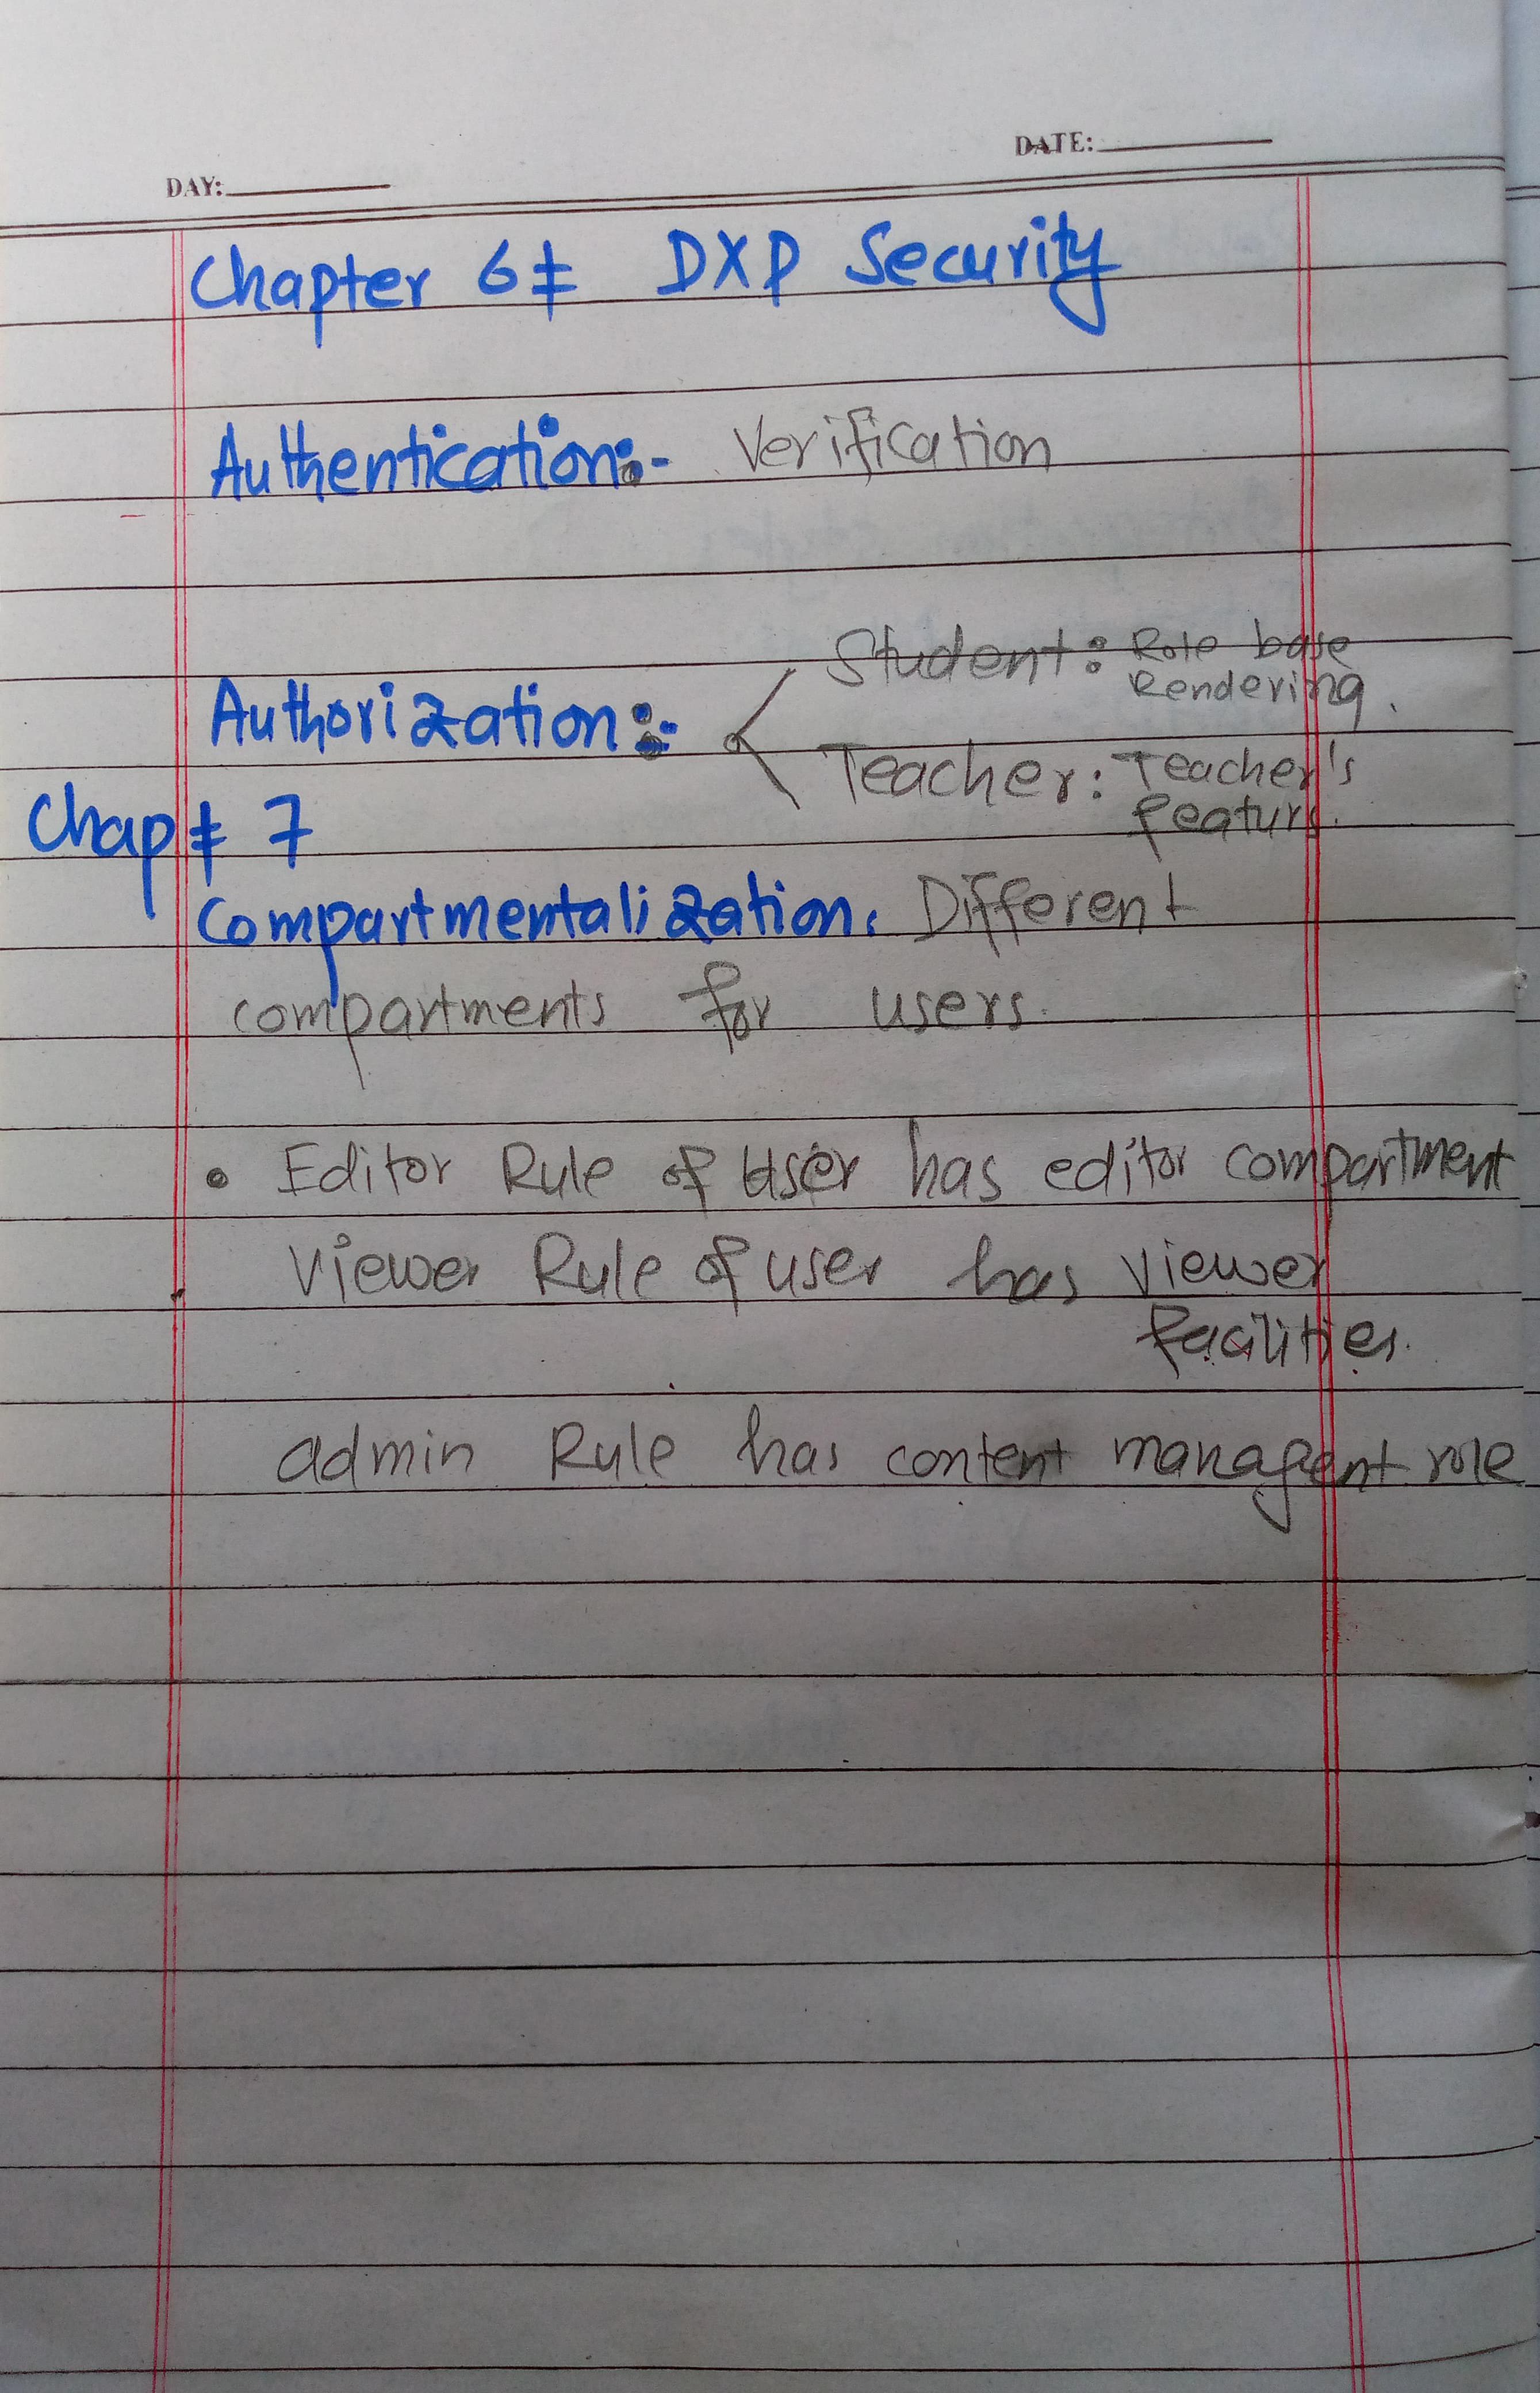 DATE:
DAY:
Chapter 6 ‡ DXP Security
Authentication:- Verification
Student: Role base
Rendering.
Authorization:-
Teacher: Teacher's
featurs.
Chap ‡ 7
Compartmentalization: Different
compartments for users.
• Editor Rule of User has editor compartment
Viewer Rule of user has viewer
facilities.
admin Rule has content managent role